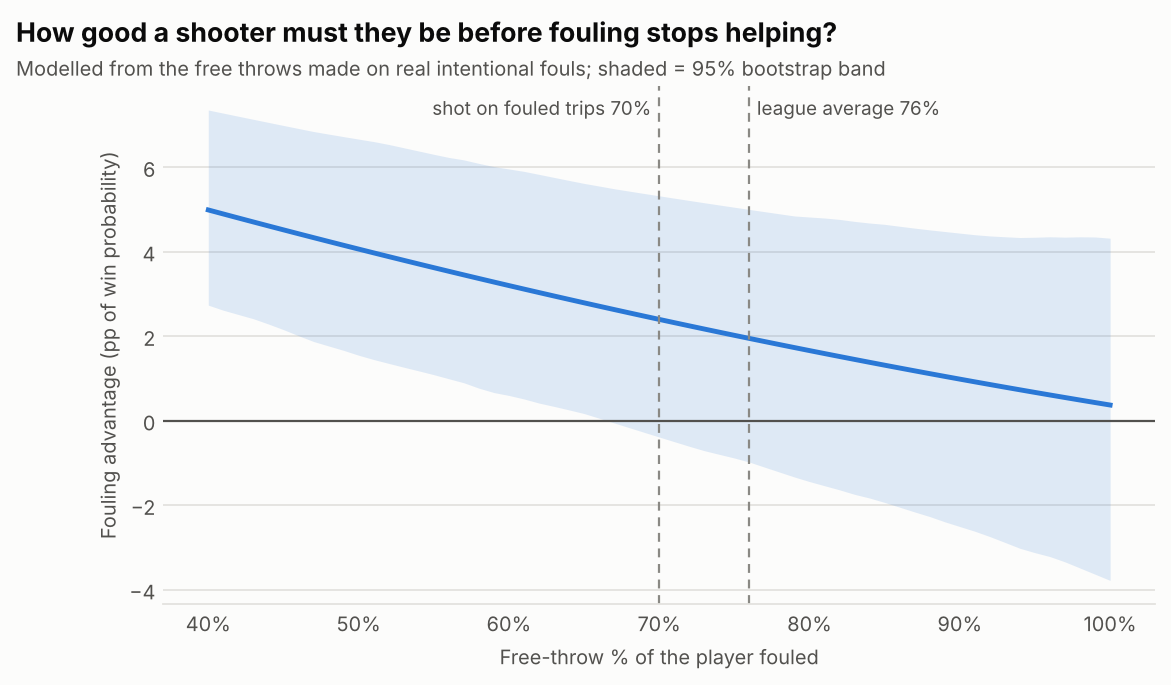 How good a shooter must they be before fouling stops helping?
Modelled from the free throws made on real intentional fouls; shaded = 95% bootstrap band
shot on fouled trips 70%
league average 76%
Fouling advantage (pp of win probability)
6
4
2
0
−2
−4
40%
50%
60%
70%
80%
90%
100%
Free-throw % of the player fouled